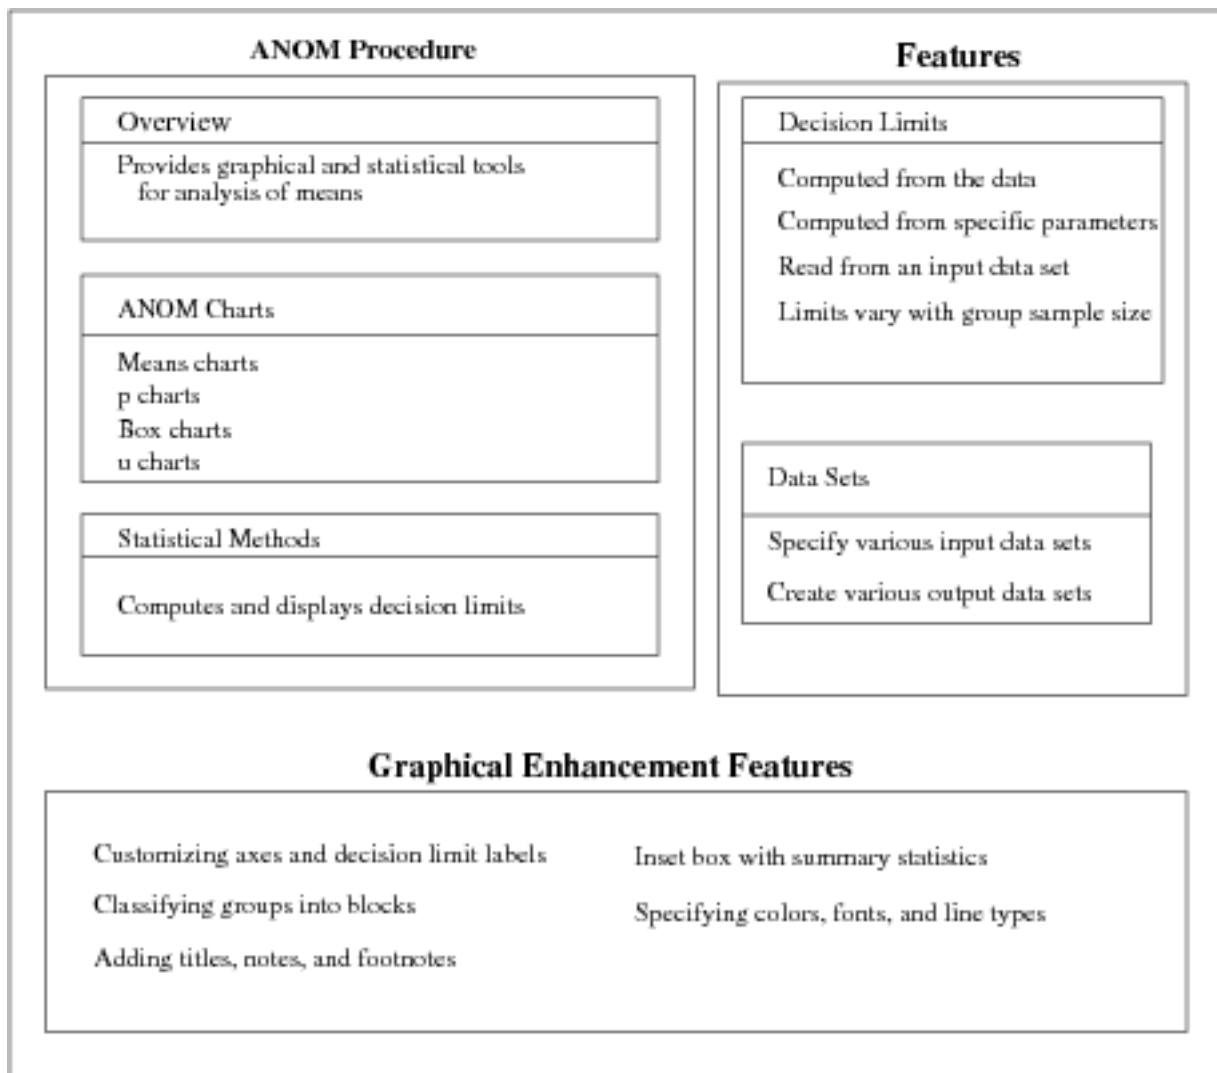 ANOM Procedure
Overview
Provides graphical and statistical tools
for analysis of means
ANOM Charts
Means charts
p charts
Box charts
u charts
Statistical Methods
Computes and displays decision limits
Features
Decision Limits
Computed from the data
Computed from specific parameters
Read from an input data set
Limits vary with group sample size
Data Sets
Specify various input data sets
Create various output data sets
Graphical Enhancement Features
Customizing axes and decision limit labels
Classifying groups into blocks
Adding titles, notes, and footnotes
Inset box with summary statistics
Specifying colors, fonts, and line types